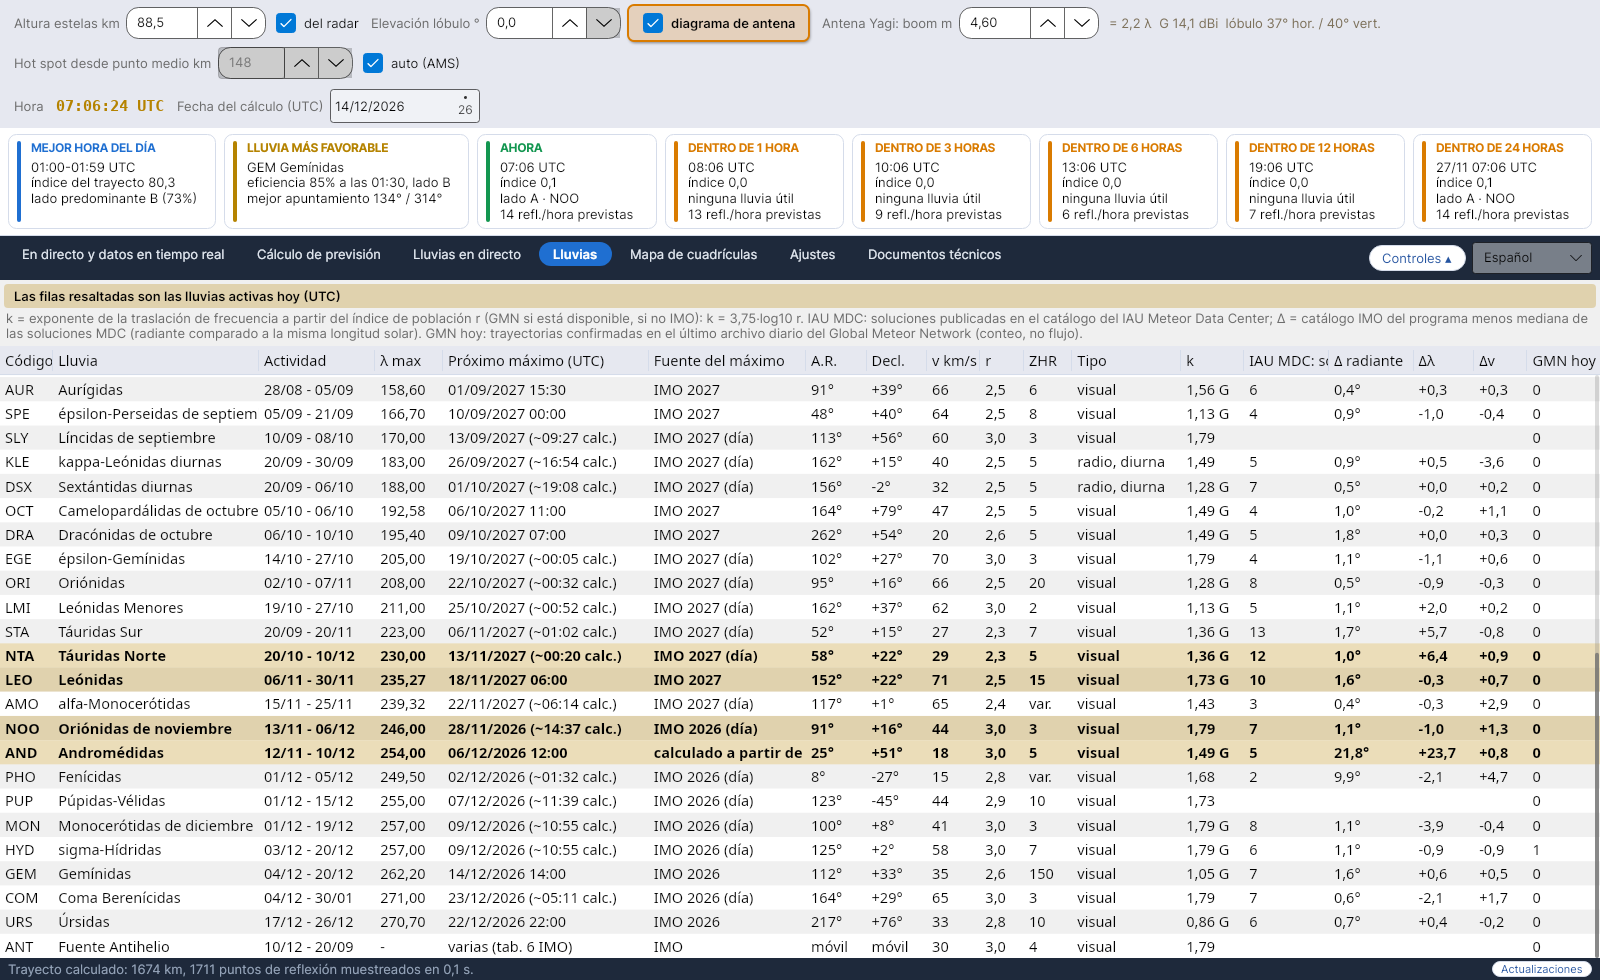 Altura estelas km 88,5 del radar Elevación lóbulo ° 0,0 diagrama de antena Antena Yagi: boom m 4,60 = 2,2 λ G 14,1 dBi lóbulo 37° hor. / 40° vert.
Hot spot desde punto medio km 148 auto (AMS)
Hora 07:06:24 UTC Fecha del cálculo (UTC) 14/12/2026 26
MEJOR HORA DEL DÍA
01:00-01:59 UTC
índice del trayecto 80,3
lado predominante B (73%)
LLUVIA MÁS FAVORABLE
GEM Gemínidas
eficiencia 85% a las 01:30, lado B
mejor apuntamiento 134° / 314°
AHORA
07:06 UTC
índice 0,1
lado A · NOO
14 refl./hora previstas
DENTRO DE 1 HORA
08:06 UTC
índice 0,0
ninguna lluvia útil
13 refl./hora previstas
DENTRO DE 3 HORAS
10:06 UTC
índice 0,0
ninguna lluvia útil
9 refl./hora previstas
DENTRO DE 6 HORAS
13:06 UTC
índice 0,0
ninguna lluvia útil
6 refl./hora previstas
DENTRO DE 12 HORAS
19:06 UTC
índice 0,0
ninguna lluvia útil
7 refl./hora previstas
DENTRO DE 24 HORAS
27/11 07:06 UTC
índice 0,1
lado A · NOO
14 refl./hora previstas
En directo y datos en tiempo real Cálculo de previsión Lluvias en directo Lluvias Mapa de cuadrículas Ajustes Documentos técnicos Controles ▴ Español
Las filas resaltadas son las lluvias activas hoy (UTC)
k = exponente de la traslación de frecuencia a partir del índice de población r (GMN si está disponible, si no IMO): k = 3,75·log10 r. IAU MDC: soluciones publicadas en el catálogo del IAU Meteor Data Center; Δ = catálogo IMO del programa menos mediana de
las soluciones MDC (radiante comparado a la misma longitud solar). GMN hoy: trayectorias confirmadas en el último archivo diario del Global Meteor Network (conteo, no flujo).
Código Lluvia Actividad λ max Próximo máximo (UTC) Fuente del máximo A.R. Decl. v km/s r ZHR Tipo k IAU MDC: so Δ radiante Δλ Δv GMN hoy
AUR Aurígidas 28/08 - 05/09 158,60 01/09/2027 15:30 IMO 2027 91° +39° 66 2,5 6 visual 1,56 G 6 0,4° +0,3 +0,3 0
SPE épsilon-Perseidas de septiem 05/09 - 21/09 166,70 10/09/2027 00:00 IMO 2027 48° +40° 64 2,5 8 visual 1,13 G 4 0,9° -1,0 -0,4 0
SLY Líncidas de septiembre 10/09 - 08/10 170,00 13/09/2027 (~09:27 calc.) IMO 2027 (día) 113° +56° 60 3,0 3 visual 1,79 0
KLE kappa-Leónidas diurnas 20/09 - 30/09 183,00 26/09/2027 (~16:54 calc.) IMO 2027 (día) 162° +15° 40 2,5 5 radio, diurna 1,49 5 0,9° +0,5 -3,6 0
DSX Sextántidas diurnas 20/09 - 06/10 188,00 01/10/2027 (~19:08 calc.) IMO 2027 (día) 156° -2° 32 2,5 5 radio, diurna 1,28 G 7 0,5° +0,0 +0,2 0
OCT Camelopardálidas de octubre 05/10 - 06/10 192,58 06/10/2027 11:00 IMO 2027 164° +79° 47 2,5 5 visual 1,49 G 4 1,0° -0,2 +1,1 0
DRA Dracónidas de octubre 06/10 - 10/10 195,40 09/10/2027 07:00 IMO 2027 262° +54° 20 2,6 5 visual 1,49 G 5 1,8° +0,0 +0,3 0
EGE épsilon-Gemínidas 14/10 - 27/10 205,00 19/10/2027 (~00:05 calc.) IMO 2027 (día) 102° +27° 70 3,0 3 visual 1,79 4 1,1° -1,1 +0,6 0
ORI Oriónidas 02/10 - 07/11 208,00 22/10/2027 (~00:32 calc.) IMO 2027 (día) 95° +16° 66 2,5 20 visual 1,28 G 8 0,5° -0,9 -0,3 0
LMI Leónidas Menores 19/10 - 27/10 211,00 25/10/2027 (~00:52 calc.) IMO 2027 (día) 162° +37° 62 3,0 2 visual 1,13 G 5 1,1° +2,0 +0,2 0
STA Táuridas Sur 20/09 - 20/11 223,00 06/11/2027 (~01:02 calc.) IMO 2027 (día) 52° +15° 27 2,3 7 visual 1,36 G 13 1,7° +5,7 -0,8 0
NTA Táuridas Norte 20/10 - 10/12 230,00 13/11/2027 (~00:20 calc.) IMO 2027 (día) 58° +22° 29 2,3 5 visual 1,36 G 12 1,0° +6,4 +0,9 0
LEO Leónidas 06/11 - 30/11 235,27 18/11/2027 06:00 IMO 2027 152° +22° 71 2,5 15 visual 1,73 G 10 1,6° -0,3 +0,7 0
AMO alfa-Monocerótidas 15/11 - 25/11 239,32 22/11/2027 (~06:14 calc.) IMO 2027 (día) 117° +1° 65 2,4 var. visual 1,43 3 0,4° -0,3 +2,9 0
NOO Oriónidas de noviembre 13/11 - 06/12 246,00 28/11/2026 (~14:37 calc.) IMO 2026 (día) 91° +16° 44 3,0 3 visual 1,79 7 1,1° -1,0 +1,3 0
AND Andromédidas 12/11 - 10/12 254,00 06/12/2026 12:00 calculado a partir de 25° +51° 18 3,0 5 visual 1,49 G 5 21,8° +23,7 +0,8 0
PHO Fenícidas 01/12 - 05/12 249,50 02/12/2026 (~01:32 calc.) IMO 2026 (día) 8° -27° 15 2,8 var. visual 1,68 2 9,9° -2,1 +4,7 0
PUP Púpidas-Vélidas 01/12 - 15/12 255,00 07/12/2026 (~11:39 calc.) IMO 2026 (día) 123° -45° 44 2,9 10 visual 1,73 0
MON Monocerótidas de diciembre 01/12 - 19/12 257,00 09/12/2026 (~10:55 calc.) IMO 2026 (día) 100° +8° 41 3,0 3 visual 1,79 G 8 1,1° -3,9 -0,4 0
HYD sigma-Hídridas 03/12 - 20/12 257,00 09/12/2026 (~10:55 calc.) IMO 2026 (día) 125° +2° 58 3,0 7 visual 1,79 G 6 1,1° -0,9 -0,9 1
GEM Gemínidas 04/12 - 20/12 262,20 14/12/2026 14:00 IMO 2026 112° +33° 35 2,6 150 visual 1,05 G 7 1,6° +0,6 +0,5 0
COM Coma Berenícidas 04/12 - 30/01 271,00 23/12/2026 (~05:11 calc.) IMO 2026 (día) 164° +29° 65 3,0 3 visual 1,79 7 0,6° -2,1 +1,7 0
URS Úrsidas 17/12 - 26/12 270,70 22/12/2026 22:00 IMO 2026 217° +76° 33 2,8 10 visual 0,86 G 6 0,7° +0,4 -0,2 0
ANT Fuente Antihelio 10/12 - 20/09 - varias (tab. 6 IMO) IMO móvil móvil 30 3,0 4 visual 1,79 0
Trayecto calculado: 1674 km, 1711 puntos de reflexión muestreados en 0,1 s. Actualizaciones